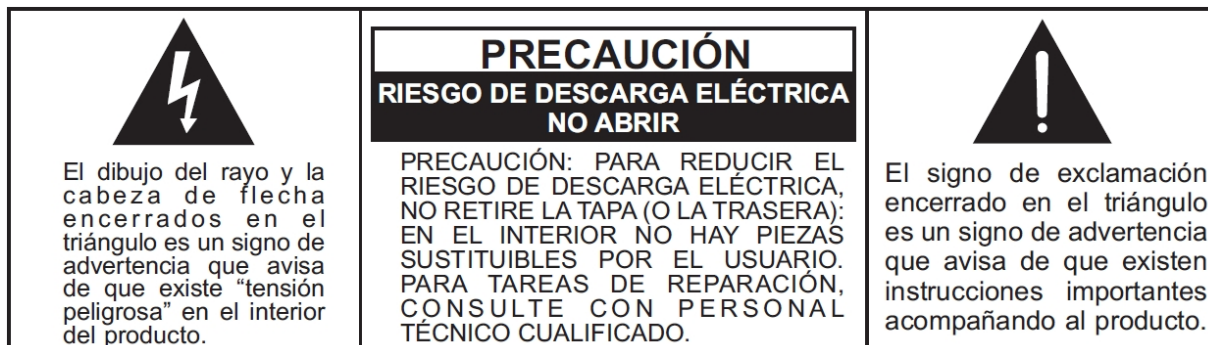 El dibujo del rayo y la
cabeza de flecha
encerrados en el
triángulo es un signo de
advertencia que avisa
de que existe “tensión
peligrosa” en el interior
del producto.
PRECAUCIÓN
RIESGO DE DESCARGA ELÉCTRICA
NO ABRIR
PRECAUCIÓN: PARA REDUCIR EL
RIESGO DE DESCARGA ELÉCTRICA,
NO RETIRE LA TAPA (O LA TRASERA):
EN EL INTERIOR NO HAY PIEZAS
SUSTITUIBLES POR EL USUARIO.
PARA TAREAS DE REPARACIÓN,
CONSULTE CON PERSONAL
TÉCNICO CUALIFICADO.
El signo de exclamación
encerrado en el triángulo
es un signo de advertencia
que avisa de que existen
instrucciones importantes
acompañando al producto.